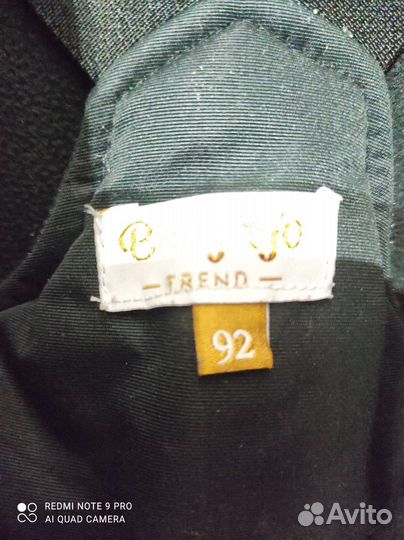 — TREND —
92
REDMI NOTE 9 PRO
AI QUAD CAMERA
Avito